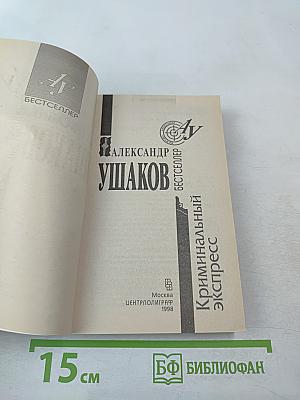 АУ
БЕСТСЕЛЛЕР
АУ
АЛЕКСАНДР
УШАКОВ
БЕСТСЕЛЛЕР
Криминальный
экспресс
Москва
ЦЕНТРПОЛИГРАФ
1998
15 см
БФ БИБЛИОФАН